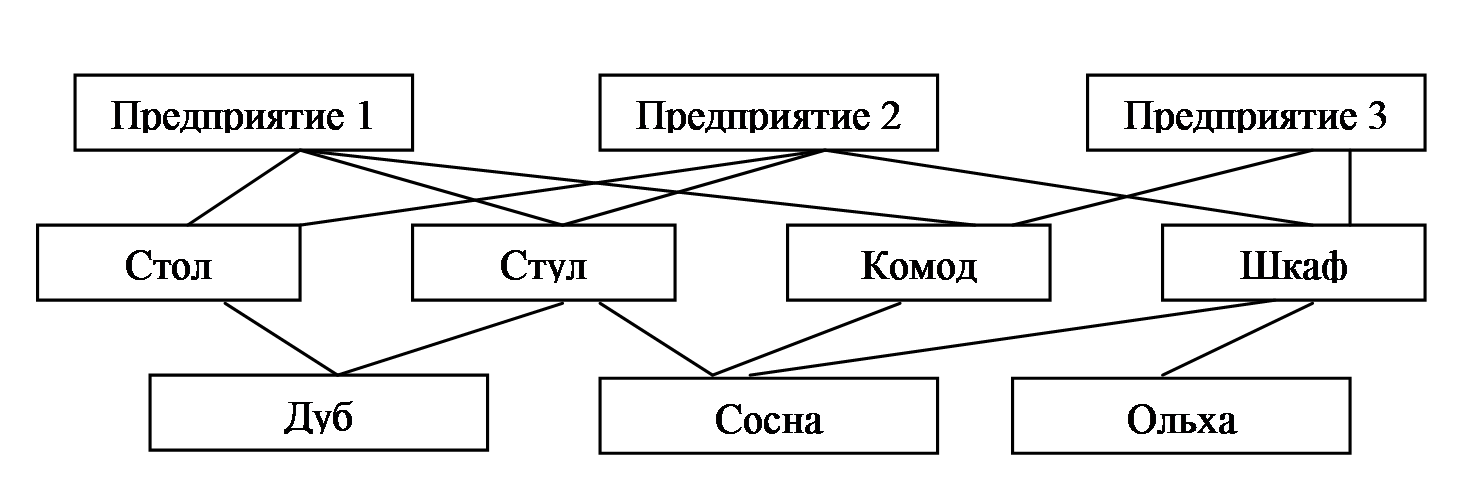 Предприятие 1
Предприятие 2
Предприятие 3
Стол
Стул
Комод
Шкаф
Дуб
Сосна
Ольха